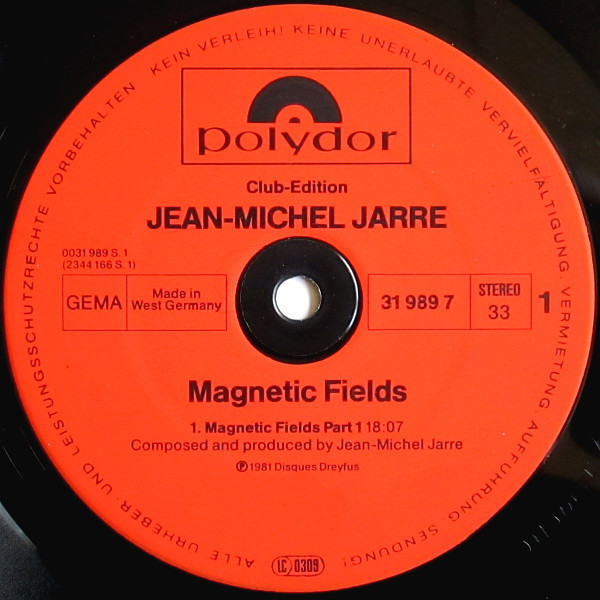 polydor
Club-Edition
JEAN-MICHEL JARRE
0031 989 S. 1
(2344 166 S. 1)
GEMA
Made in
West Germany
31 989 7
STEREO
33
1
Magnetic Fields
1. Magnetic Fields Part 1 18:07
Composed and produced by Jean-Michel Jarre
℗ 1981 Disques Dreyfus
LC 0309
ALLE URHEBER- UND LEISTUNGSSCHUTZRECHTE VORBEHALTEN KEIN VERLEIH! KEINE UNERLAUBTE VERVIELFÄLTIGUNG, VERMIETUNG, AUFFÜHRUNG, SENDUNG!